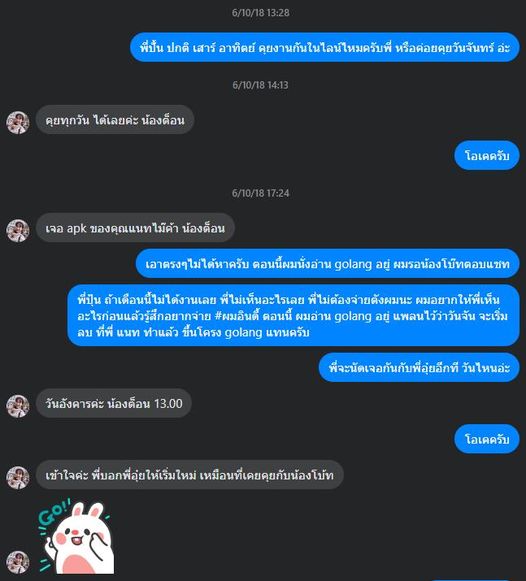 6/10/18 13:28
พี่ปั้น ปกติ เสาร์ อาทิตย์ คุยงานกันในไลน์ไหมครับพี่ หรือค่อยคุยวันจันทร์ อ่ะ
6/10/18 14:13
คุยทุกวัน ได้เลยค่ะ น้องต็อน
โอเคครับ
6/10/18 17:24
เจอ apk ของคุณแนทไม๊ค้า น้องต็อน
เอาตรงๆไม่ได้หาครับ ตอนนี้ผมนั่งอ่าน golang อยู่ ผมรอน้องโบ๊ทตอบแชท
พี่ปุ้น ถ้าเดือนนี้ไม่ได้งานเลย พี่ไม่เห็นอะไรเลย พี่ไม่ต้องจ่ายตังผมนะ ผมอยากให้พี่เห็น
อะไรก่อนแล้วรู้สึกอยากจ่าย #ผมอินดี้ ตอนนี้ ผมอ่าน golang อยู่ แพลนไว้ว่าวันจัน จะเริ่ม
ลบ ที่พี่ แนท ทำแล้ว ขึ้นโครง golang แทนครับ
พี่จะนัดเจอกันกับพี่อุ๋ยอีกที วันไหนอ่ะ
วันอังคารค่ะ น้องต็อน 13.00
โอเคครับ
เข้าใจค่ะ พี่บอกพี่อุ๋ยให้เริ่มใหม่ เหมือนที่เคยคุยกับน้องโบ้ท
Go!!